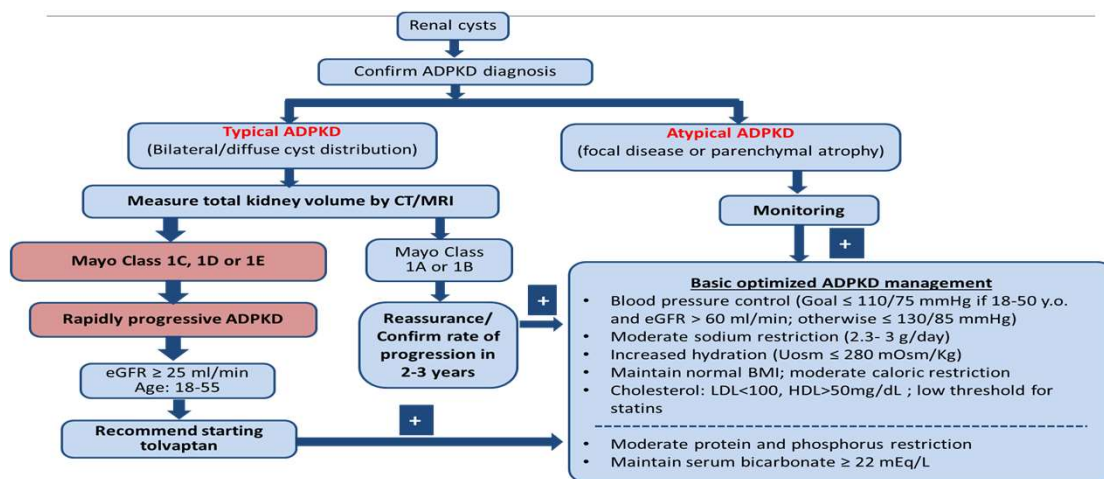 Renal cysts
Confirm ADPKD diagnosis
Typical ADPKD
(Bilateral/diffuse cyst distribution)
Atypical ADPKD
(focal disease or parenchymal atrophy)
Measure total kidney volume by CT/MRI
Monitoring
+
Mayo Class 1C, 1D or 1E
Mayo Class
1A or 1B
Rapidly progressive ADPKD
Reassurance/
Confirm rate of
progression in
2-3 years
+
eGFR ≥ 25 ml/min
Age: 18-55
Recommend starting
tolvaptan
+
Basic optimized ADPKD management
• Blood pressure control (Goal ≤ 110/75 mmHg if 18-50 y.o.
and eGFR > 60 ml/min; otherwise ≤ 130/85 mmHg)
• Moderate sodium restriction (2.3- 3 g/day)
• Increased hydration (Uosm ≤ 280 mOsm/Kg)
• Maintain normal BMI; moderate caloric restriction
• Cholesterol: LDL<100, HDL>50mg/dL ; low threshold for
statins
• Moderate protein and phosphorus restriction
• Maintain serum bicarbonate ≥ 22 mEq/L